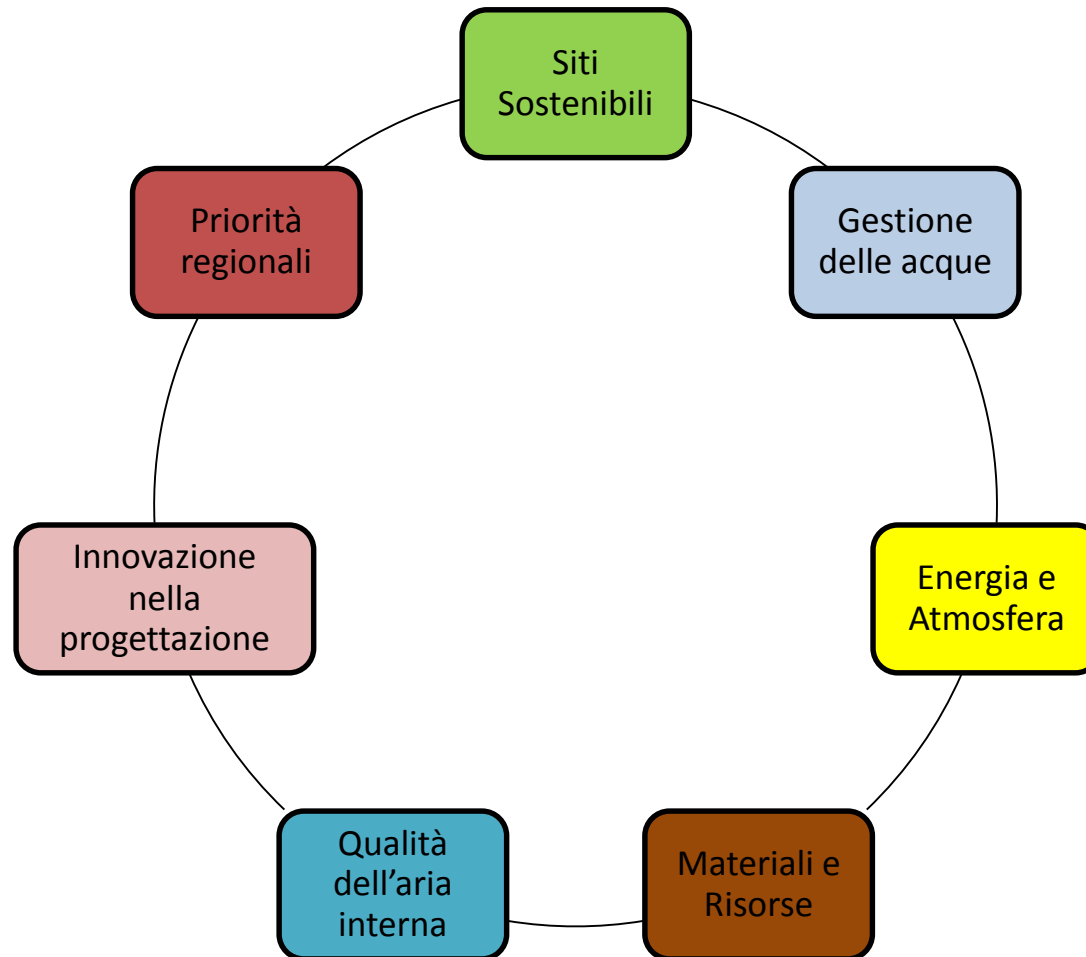 Siti
Sostenibili
Gestione
delle acque
Energia e
Atmosfera
Materiali e
Risorse
Qualità
dell’aria
interna
Innovazione
nella
progettazione
Priorità
regionali